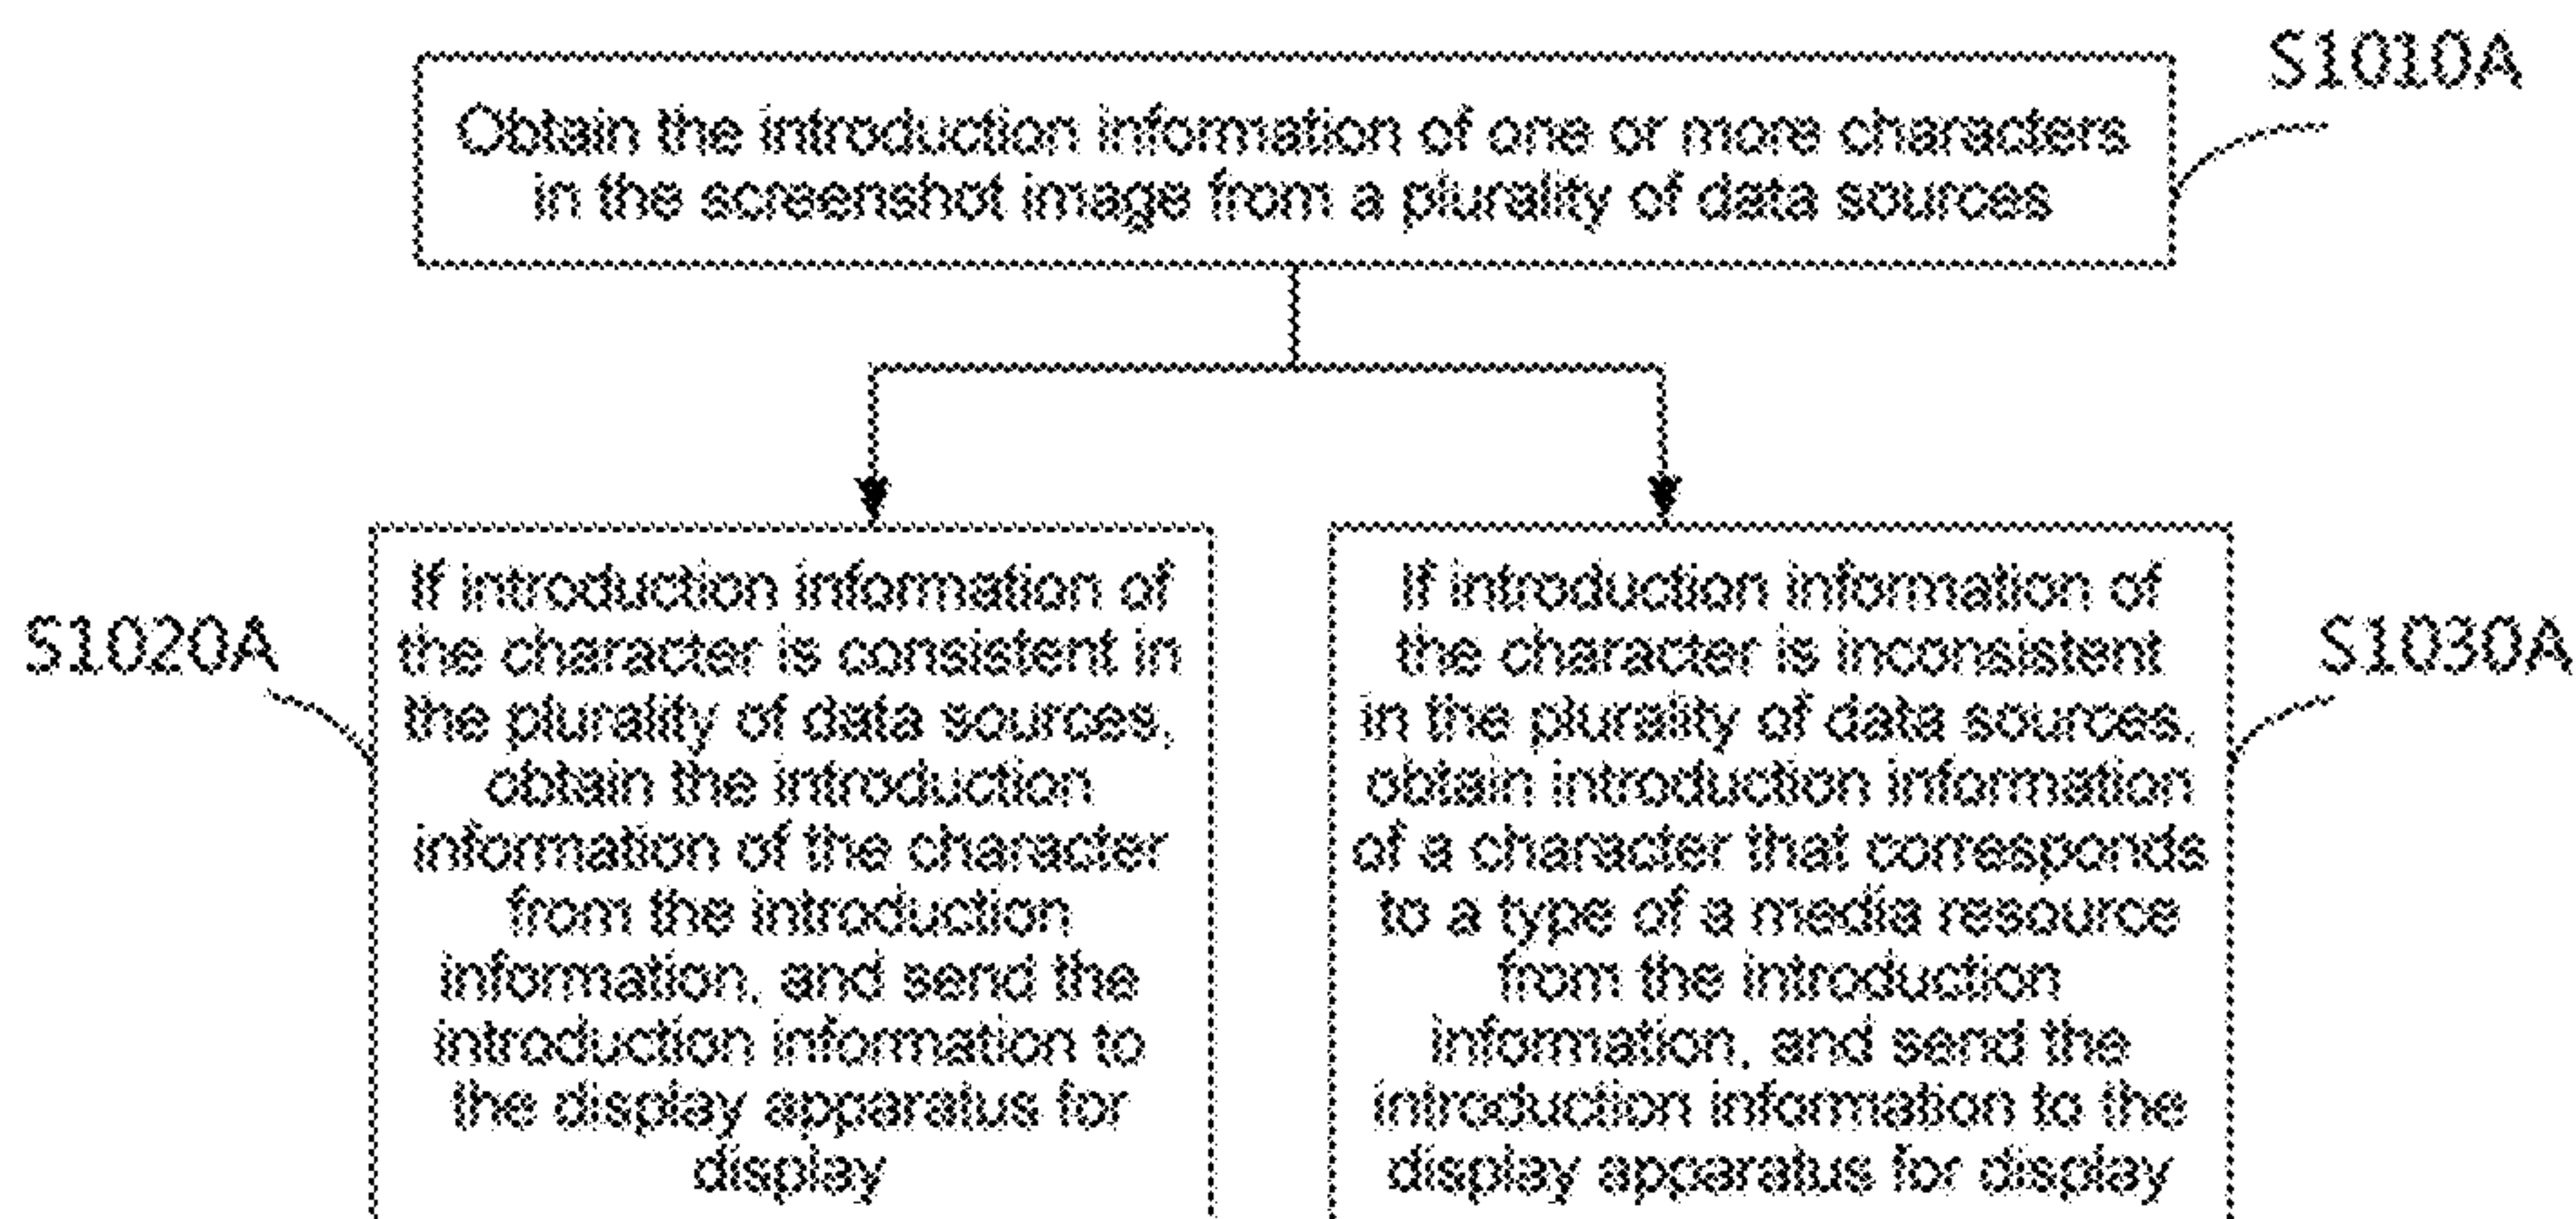 S1010A
Obtain the introduction information of one or more characters
in the screenshot image from a plurality of data sources
S1020A
If introduction information of
the character is consistent in
the plurality of data sources,
obtain the introduction
information of the character
from the introduction
information, and send the
introduction information to
the display apparatus for
display
S1030A
If introduction information of
the character is inconsistent
in the plurality of data sources,
obtain introduction information
of a character that corresponds
to a type of a media resource
from the introduction
information, and send the
introduction information to the
display apparatus for display